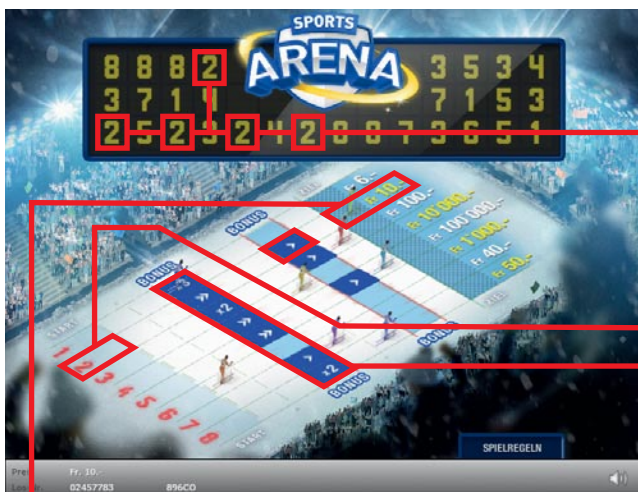 SPORTS
ARENA
8 8 8 2
3 5 3 4
3 7 1 4
7 1 5 3
2 5 2 3 2 4 2 8 8 7 3 6 5 1
ZIEL
Fr. 6.-
Fr. 10.-
Fr. 100.-
Fr. 10 000.-
Fr. 100 000.-
Fr. 1 000.-
Fr. 40.-
Fr. 50.-
ZIEL
BONUS
BONUS
BONUS
BONUS
x3
x2
x2
START
1
2
3
4
5
6
7
8
START
SPIELREGELN
Fr. 10.-
02457783 896CO